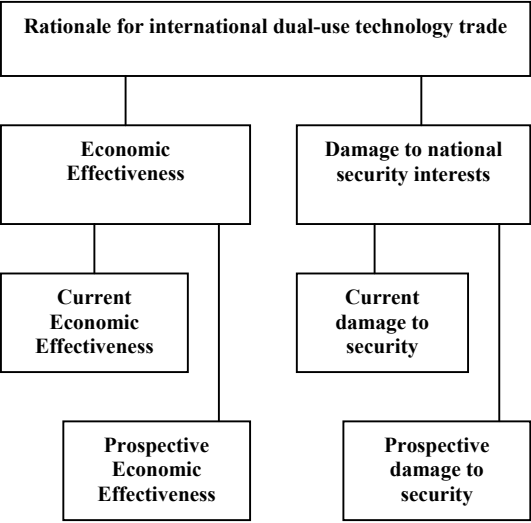 Rationale for international dual-use technology trade
Economic
Effectiveness
Damage to national
security interests
Current
Economic
Effectiveness
Current
damage to
security
Prospective
Economic
Effectiveness
Prospective
damage to
security